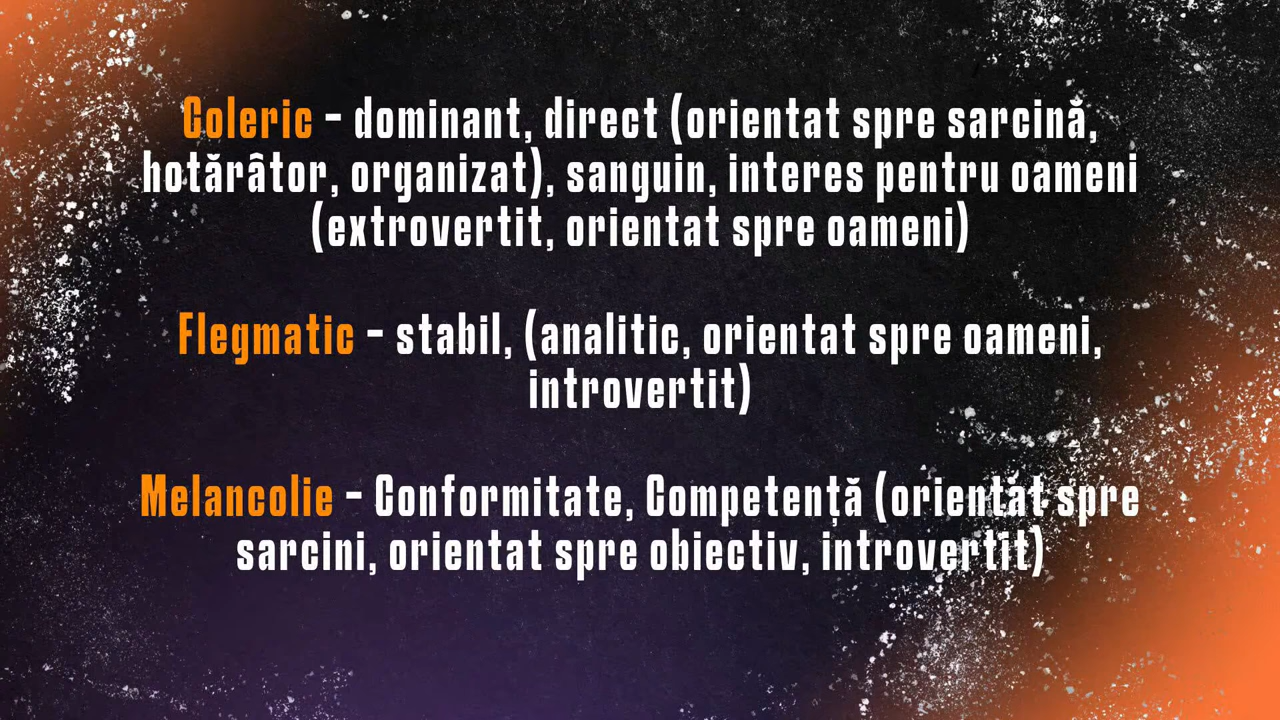 Coleric - dominant, direct (orientat spre sarcină,
hotărâtor, organizat), sanguin, interes pentru oameni
(extrovertit, orientat spre oameni)
Flegmatic - stabil, (analitic, orientat spre oameni,
introvertit)
Melancolie - Conformitate, Competență (orientat spre
sarcini, orientat spre obiectiv, introvertit)